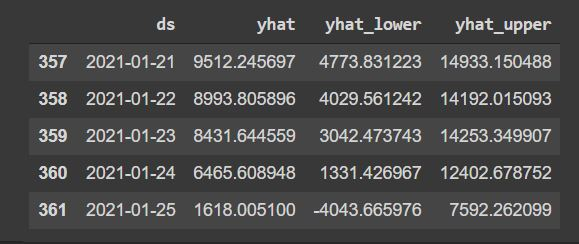 ds yhat yhat_lower yhat_upper
357 2021-01-21 9512.245697 4773.831223 14933.150488
358 2021-01-22 8993.805896 4029.561242 14192.015093
359 2021-01-23 8431.644559 3042.473743 14253.349907
360 2021-01-24 6465.608948 1331.426967 12402.678752
361 2021-01-25 1618.005100 -4043.665976 7592.262099